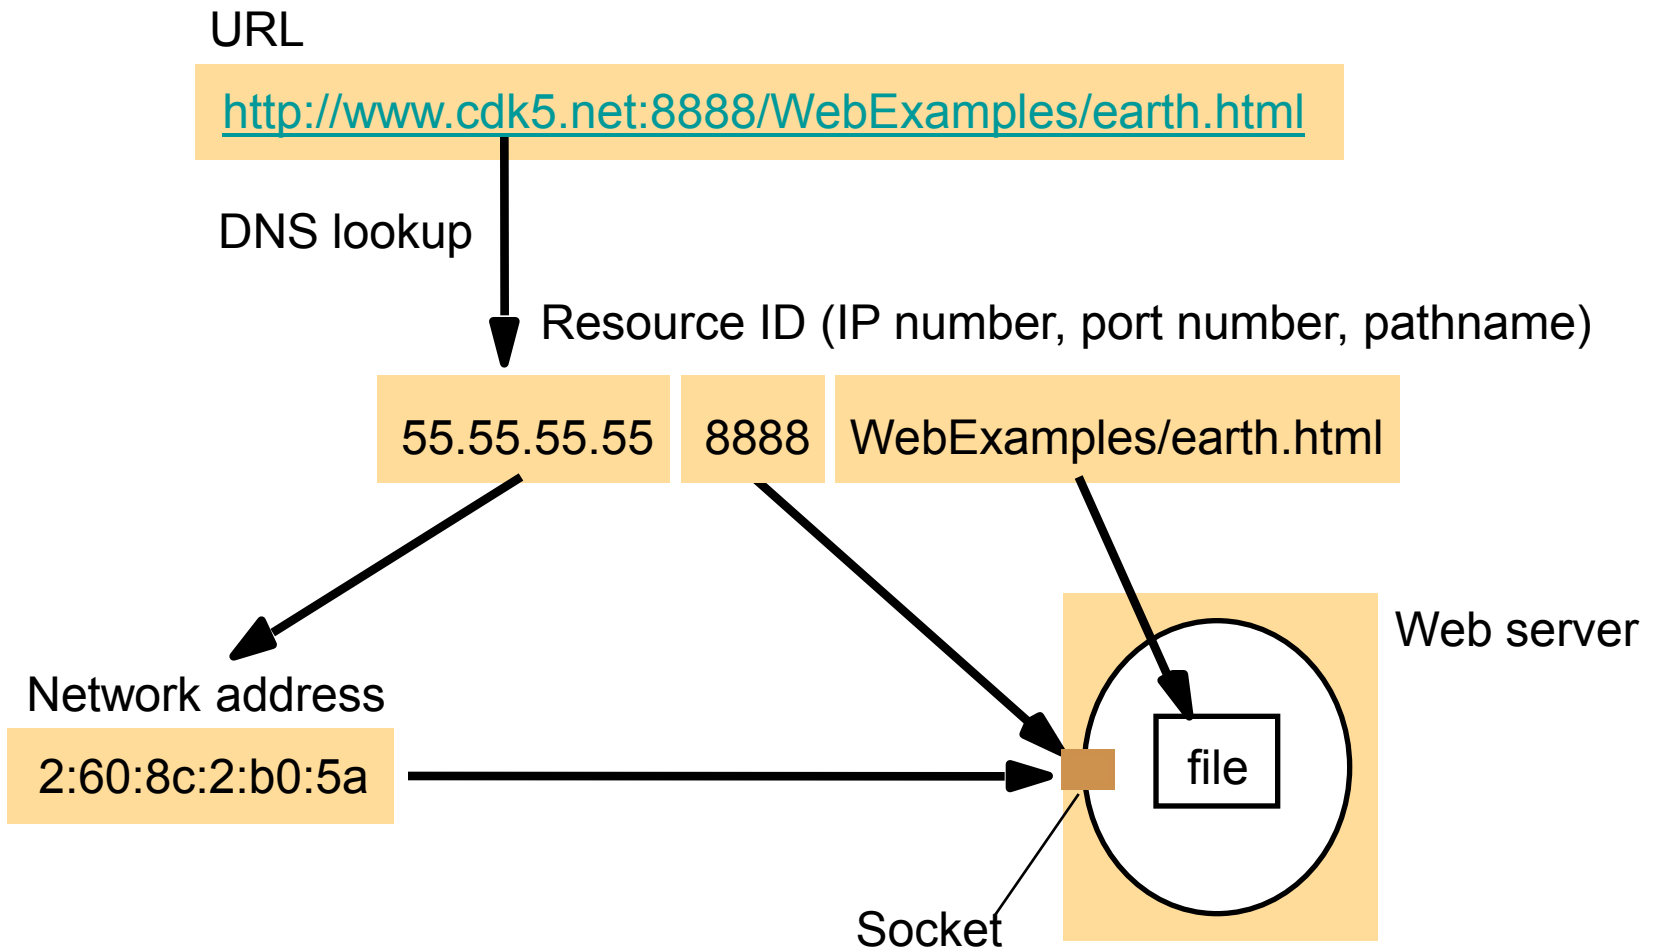 URL
http://www.cdk5.net:8888/WebExamples/earth.html
DNS lookup
Resource ID (IP number, port number, pathname)
55.55.55.55 8888 WebExamples/earth.html
Web server
Network address
2:60:8c:2:b0:5a
file
Socket